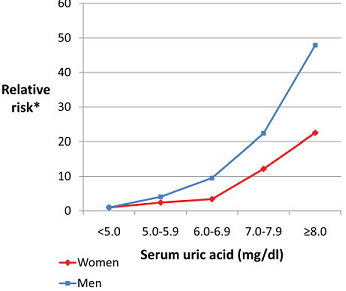 60
50
40
30
20
10
0
Relative
risk*
<5.0 5.0-5.9 6.0-6.9 7.0-7.9 ≥8.0
Serum uric acid (mg/dl)
Women
Men